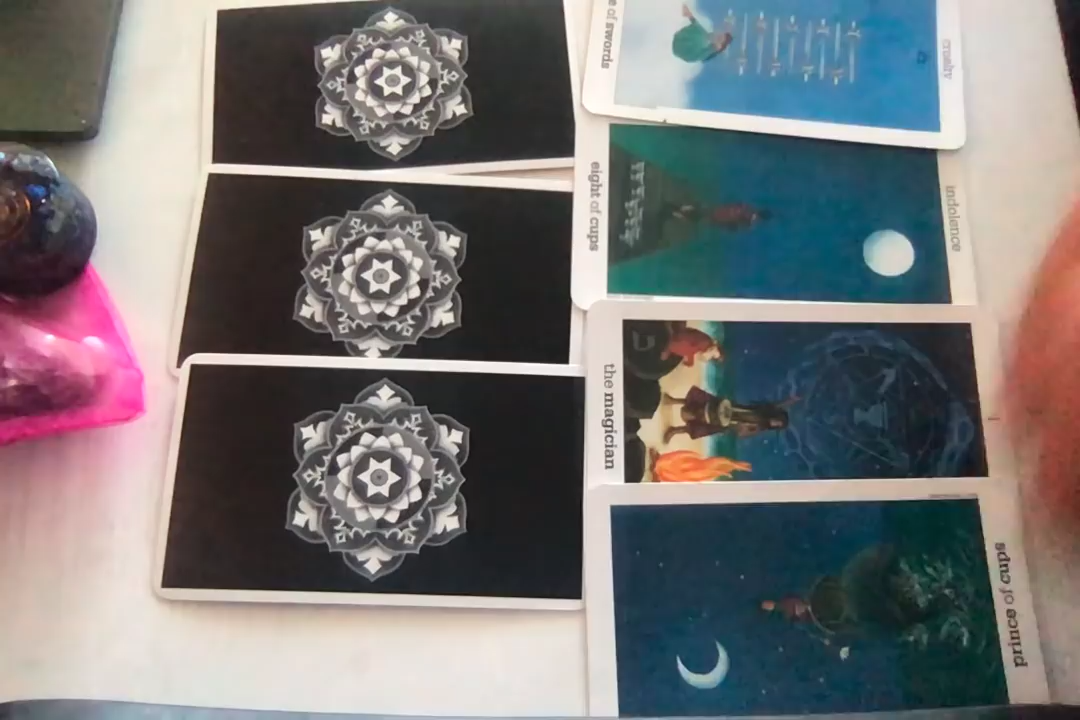 of swords
cruelty
eight of cups
indolence
the magician
I
prince of cups